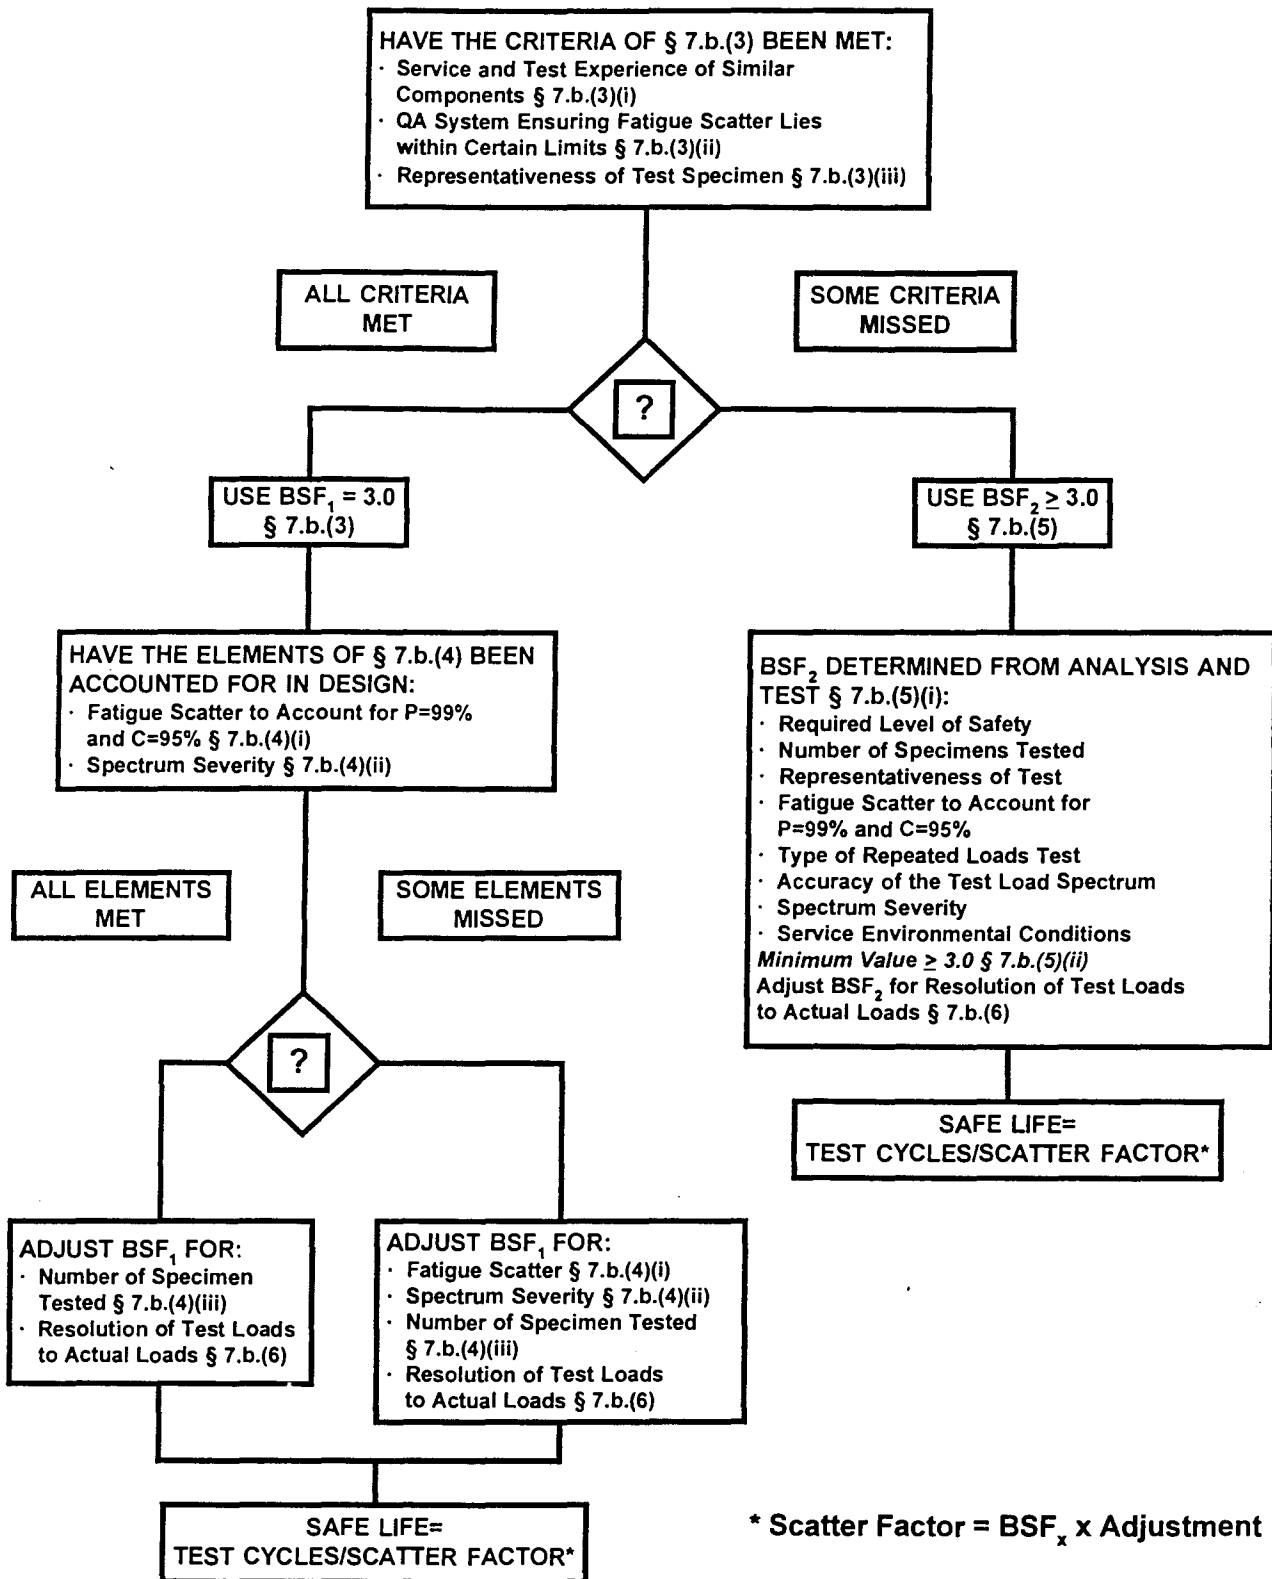 HAVE THE CRITERIA OF § 7.b.(3) BEEN MET:
· Service and Test Experience of Similar
Components § 7.b.(3)(i)
· QA System Ensuring Fatigue Scatter Lies
within Certain Limits § 7.b.(3)(ii)
· Representativeness of Test Specimen § 7.b.(3)(iii)
ALL CRITERIA
MET
SOME CRITERIA
MISSED
?
USE BSF₁ = 3.0
§ 7.b.(3)
USE BSF₂ ≥ 3.0
§ 7.b.(5)
HAVE THE ELEMENTS OF § 7.b.(4) BEEN
ACCOUNTED FOR IN DESIGN:
· Fatigue Scatter to Account for P=99%
and C=95% § 7.b.(4)(i)
· Spectrum Severity § 7.b.(4)(ii)
BSF₂ DETERMINED FROM ANALYSIS AND
TEST § 7.b.(5)(i):
· Required Level of Safety
· Number of Specimens Tested
· Representativeness of Test
· Fatigue Scatter to Account for
P=99% and C=95%
· Type of Repeated Loads Test
· Accuracy of the Test Load Spectrum
· Spectrum Severity
· Service Environmental Conditions
Minimum Value ≥ 3.0 § 7.b.(5)(ii)
Adjust BSF₂ for Resolution of Test Loads
to Actual Loads § 7.b.(6)
ALL ELEMENTS
MET
SOME ELEMENTS
MISSED
?
SAFE LIFE=
TEST CYCLES/SCATTER FACTOR*
ADJUST BSF₁ FOR:
· Number of Specimen
Tested § 7.b.(4)(iii)
· Resolution of Test Loads
to Actual Loads § 7.b.(6)
ADJUST BSF₁ FOR:
· Fatigue Scatter § 7.b.(4)(i)
· Spectrum Severity § 7.b.(4)(ii)
· Number of Specimen Tested
§ 7.b.(4)(iii)
· Resolution of Test Loads
to Actual Loads § 7.b.(6)
SAFE LIFE=
TEST CYCLES/SCATTER FACTOR*
* Scatter Factor = BSFₓ x Adjustment